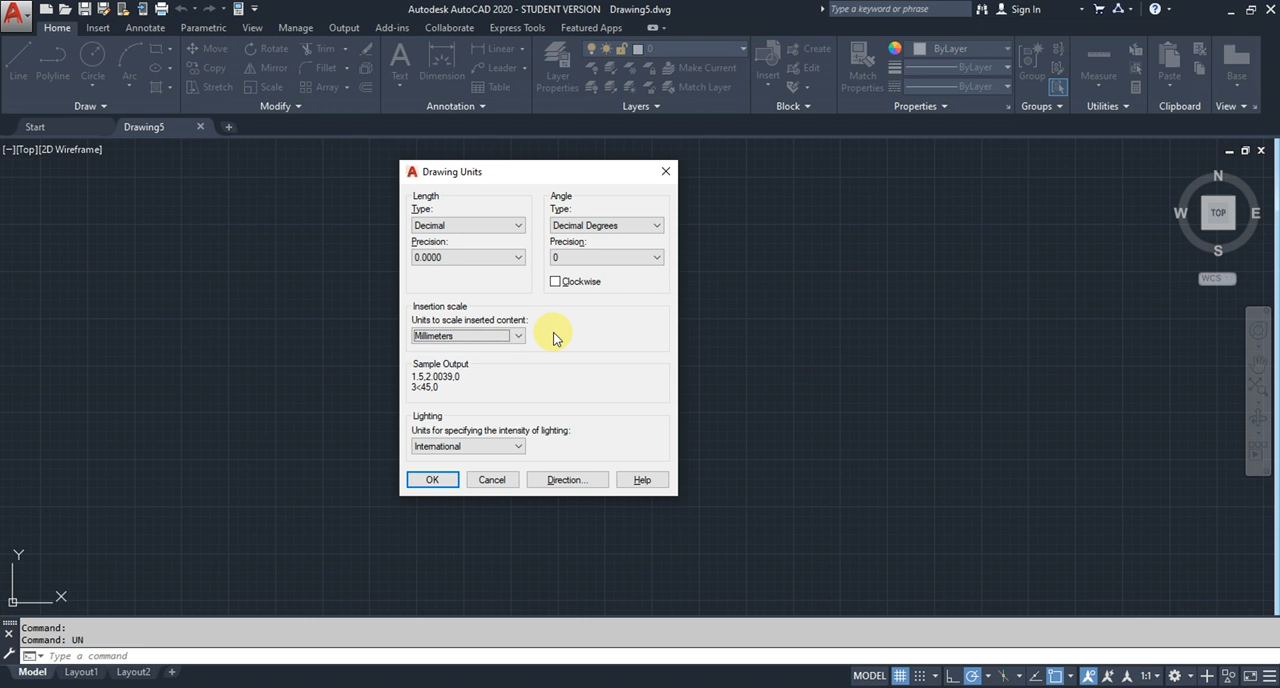 Autodesk AutoCAD 2020 - STUDENT VERSION Drawing5.dwg
Type a keyword or phrase
Sign In
Home Insert Annotate Parametric View Manage Output Add-ins Collaborate Express Tools Featured Apps
Line Polyline Circle Arc
Move Rotate Trim
Copy Mirror Fillet
Stretch Scale Array
Text Dimension
Linear
Leader
Table
Layer
Properties
0
Make Current
Match Layer
Insert
Create
Edit
Match
Properties
ByLayer
ByLayer
ByLayer
Group
Measure
Paste
Base
Draw Modify Annotation Layers Block Properties Groups Utilities Clipboard View
Start Drawing5
[−][Top][2D Wireframe]
N
W TOP E
S
WCS
Drawing Units
Length
Type:
Decimal
Precision:
0.0000
Angle
Type:
Decimal Degrees
Precision:
0
Clockwise
Insertion scale
Units to scale inserted content:
Millimeters
Sample Output
1.5,2.0039,0
3<45,0
Lighting
Units for specifying the intensity of lighting:
International
OK Cancel Direction... Help
Y
X
Command:
Command: UN
Type a command
Model Layout1 Layout2
MODEL 1:1